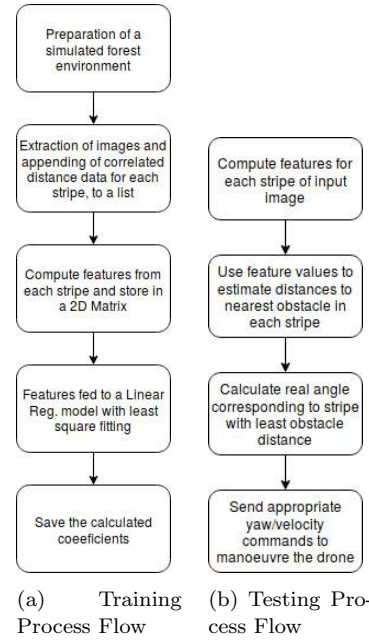 Preparation of a
simulated forest
environment
Extraction of images and
appending of correlated
distance data for each
stripe, to a list
Compute features from
each stripe and store in
a 2D Matrix
Features fed to a Linear
Reg. model with least
square fitting
Save the calculated
coeeficients
(a) Training
Process Flow
Compute features for
each stripe of input
image
Use feature values to
estimate distances to
nearest obstacle in
each stripe
Calculate real angle
corresponding to stripe
with least obstacle
distance
Send appropriate
yaw/velocity
commands to
manoeuvre the drone
(b) Testing Pro-
cess Flow